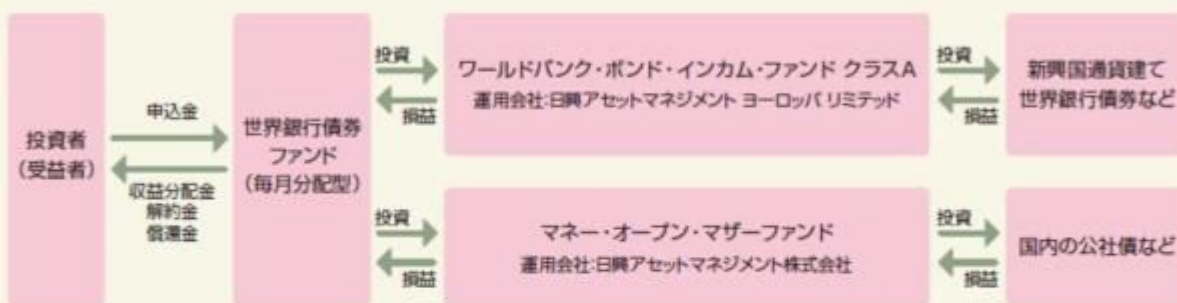 投資者
（受益者）
申込金
収益分配金
解約金
償還金
世界銀行債券
ファンド
（毎月分配型）
投資
損益
ワールドバンク・ボンド・インカム・ファンド クラスA
運用会社:日興アセットマネジメント ヨーロッパ リミテッド
投資
損益
新興国通貨建て
世界銀行債券など
投資
損益
マネー・オープン・マザーファンド
運用会社:日興アセットマネジメント株式会社
投資
損益
国内の公社債など